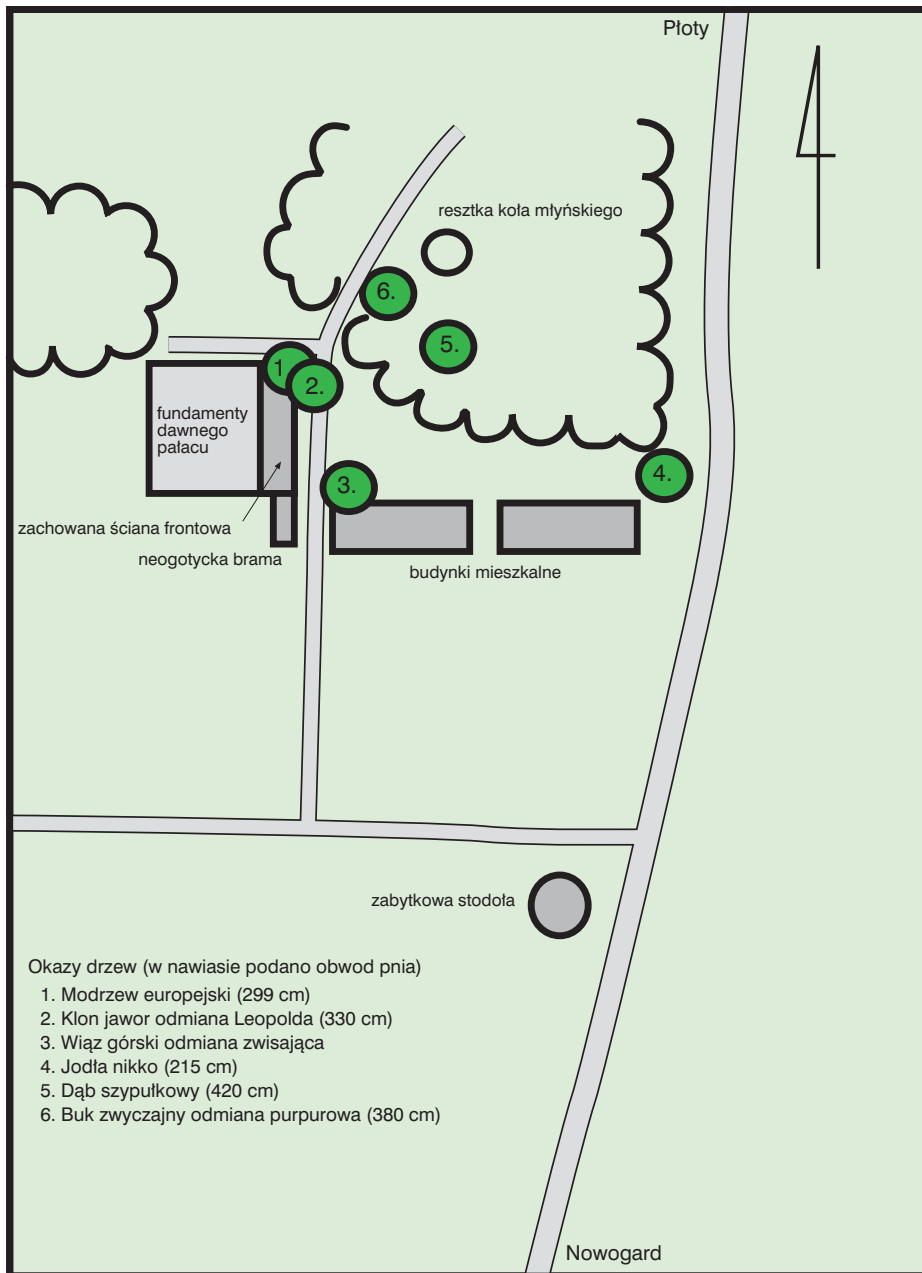 Płoty
resztka koła młyńskiego
6.
5.
1
2.
fundamenty
dawnego
pałacu
3.
4.
zachowana ściana frontowa
neogotycka brama
budynki mieszkalne
zabytkowa stodoła
Okazy drzew (w nawiasie podano obwod pnia)
1. Modrzew europejski (299 cm)
2. Klon jawor odmiana Leopolda (330 cm)
3. Wiąz górski odmiana zwisająca
4. Jodła nikko (215 cm)
5. Dąb szypułkowy (420 cm)
6. Buk zwyczajny odmiana purpurowa (380 cm)
Nowogard